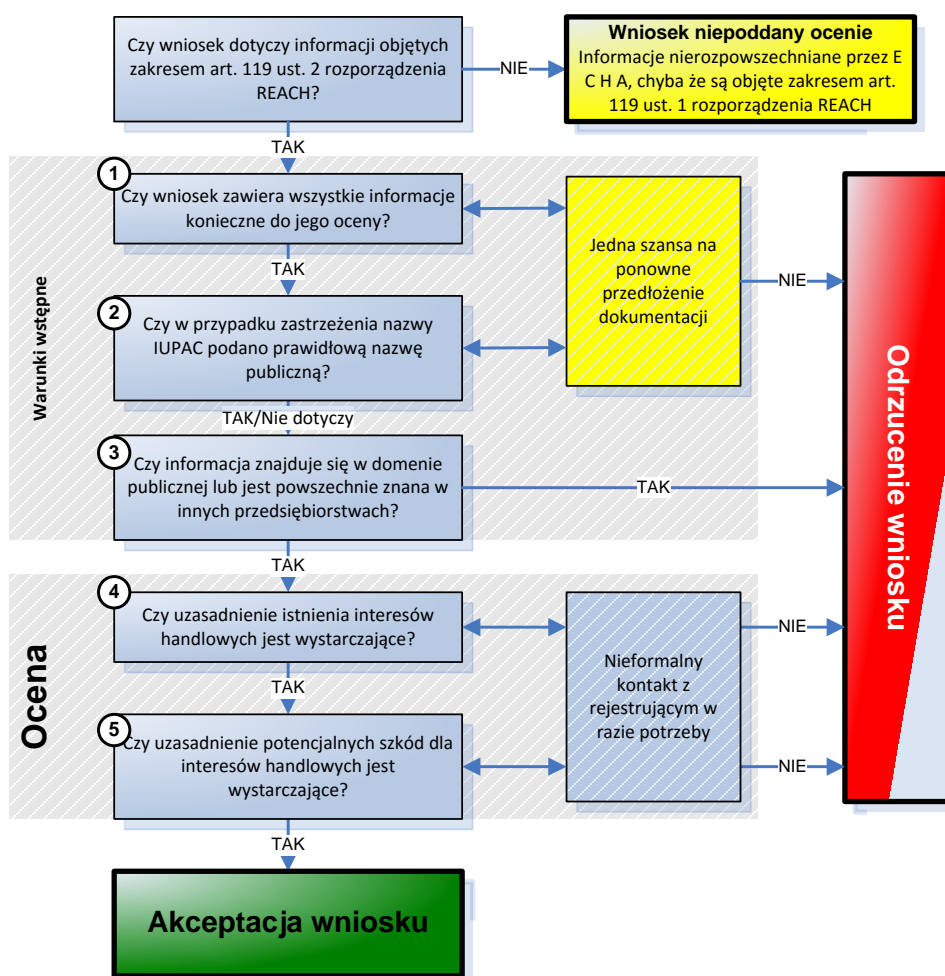 Czy wniosek dotyczy informacji objętych
zakresem art. 119 ust. 2 rozporządzenia
REACH?
NIE
Wniosek niepoddany ocenie
Informacje nierozpowszechniane przez E
C H A, chyba że są objęte zakresem art.
119 ust. 1 rozporządzenia REACH
TAK
Warunki wstępne
1
Czy wniosek zawiera wszystkie informacje
konieczne do jego oceny?
TAK
2
Czy w przypadku zastrzeżenia nazwy
IUPAC podano prawidłową nazwę
publiczną?
Jedna szansa na
ponowne
przedłożenie
dokumentacji
NIE
TAK/Nie dotyczy
3
Czy informacja znajduje się w domenie
publicznej lub jest powszechnie znana w
innych przedsiębiorstwach?
TAK
Odrzucenie wniosku
TAK
Ocena
4
Czy uzasadnienie istnienia interesów
handlowych jest wystarczające?
TAK
5
Czy uzasadnienie potencjalnych szkód dla
interesów handlowych jest
wystarczające?
Nieformalny
kontakt z
rejestrującym w
razie potrzeby
NIE
NIE
TAK
Akceptacja wniosku